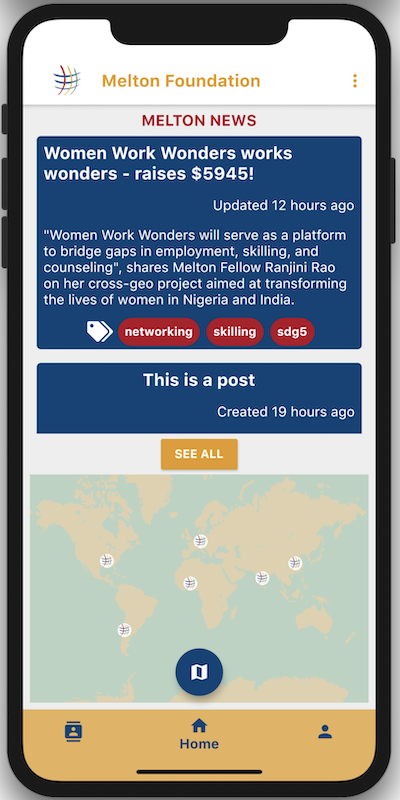 Melton Foundation
MELTON NEWS
Women Work Wonders works
wonders - raises $5945!
Updated 12 hours ago
"Women Work Wonders will serve as a platform
to bridge gaps in employment, skilling, and
counseling", shares Melton Fellow Ranjini Rao
on her cross-geo project aimed at transforming
the lives of women in Nigeria and India.
networking skilling sdg5
This is a post
Created 19 hours ago
SEE ALL
Home